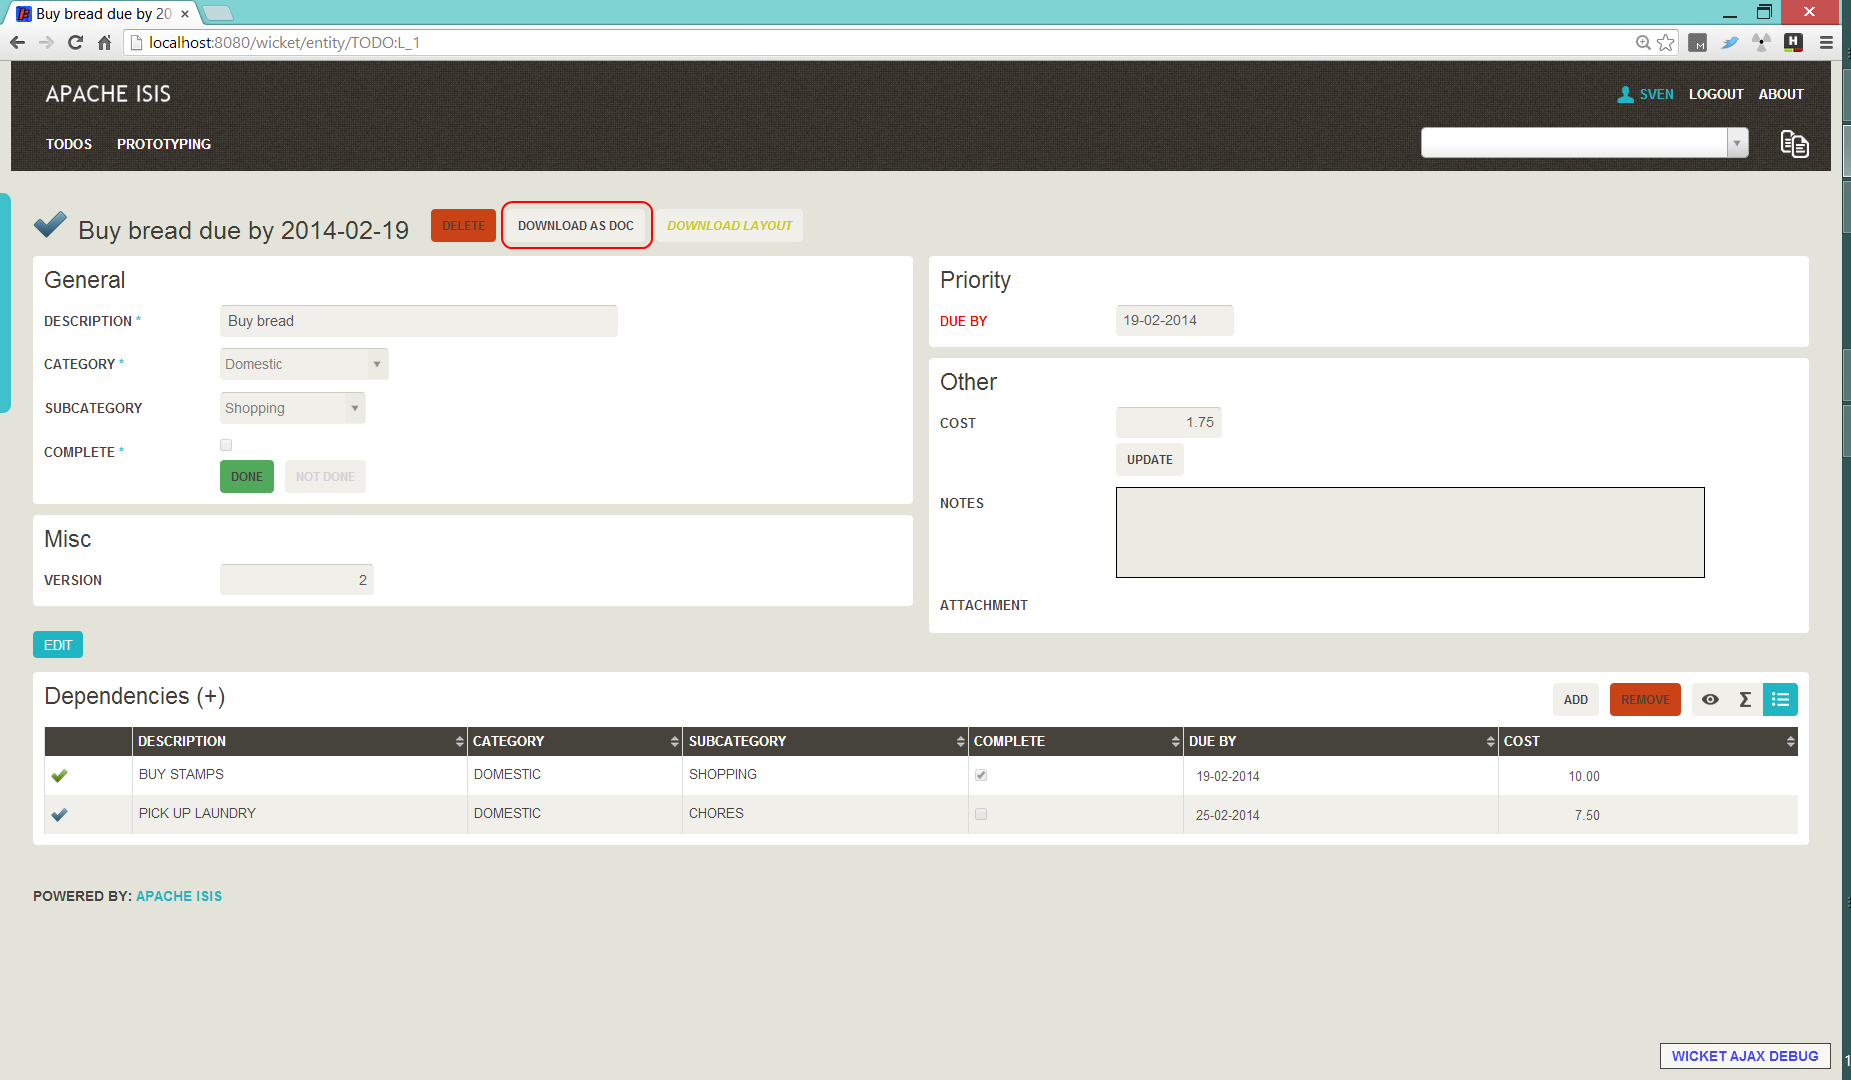 Buy bread due by 20
localhost:8080/wicket/entity/TODO:L_1
APACHE ISIS
SVEN LOGOUT ABOUT
TODOS PROTOTYPING
Buy bread due by 2014-02-19 DELETE DOWNLOAD AS DOC DOWNLOAD LAYOUT
General
DESCRIPTION * Buy bread
CATEGORY * Domestic
SUBCATEGORY Shopping
COMPLETE *
DONE NOT DONE
Misc
VERSION 2
EDIT
Priority
DUE BY 19-02-2014
Other
COST 1.75
UPDATE
NOTES
ATTACHMENT
Dependencies (+) ADD REMOVE Σ
DESCRIPTION CATEGORY SUBCATEGORY COMPLETE DUE BY COST
BUY STAMPS DOMESTIC SHOPPING 19-02-2014 10.00
PICK UP LAUNDRY DOMESTIC CHORES 25-02-2014 7.50
POWERED BY: APACHE ISIS
WICKET AJAX DEBUG